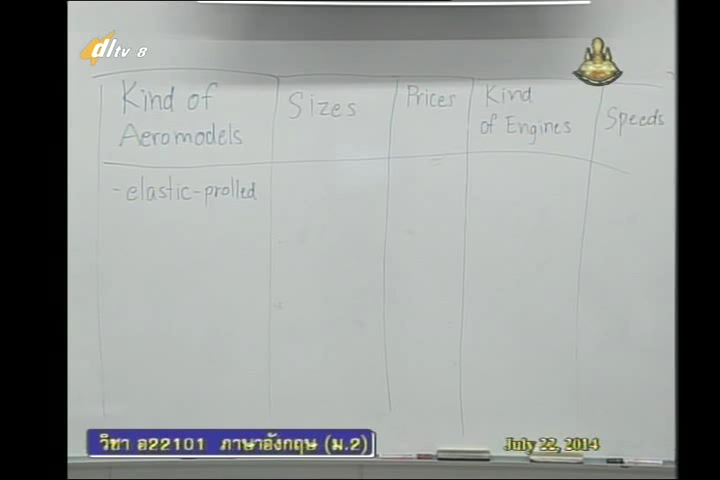 dltv 8
Kind of
Aeromodels
Sizes
Prices
Kind
of Engines
Speeds
-elastic-prolled
วิชา อ22101 ภาษาอังกฤษ (ม.2)
July 22, 2014